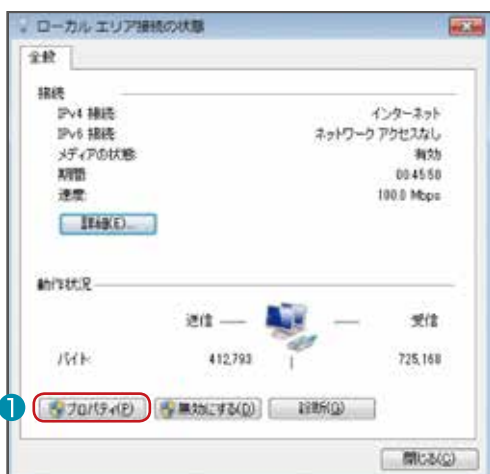 ローカル エリア接続の状態
全般
接続
IPv4 接続 インターネット
IPv6 接続 ネットワーク アクセスなし
メディアの状態 有効
期間 00:45:50
速度 100.0 Mbps
詳細(E)...
動作状況
送信 受信
バイト: 412,793 725,168
1 プロパティ(P) 無効にする(D) 診断(G)
閉じる(C)